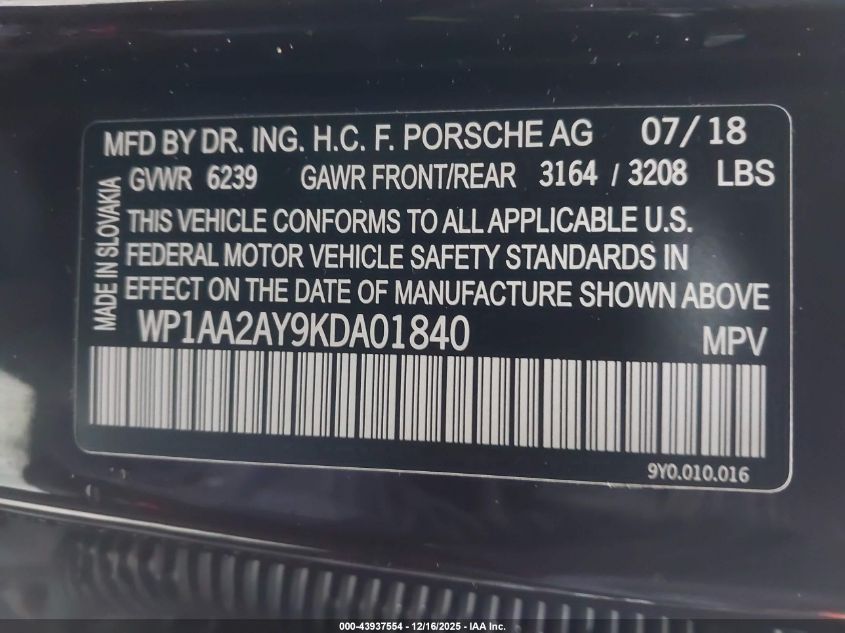 MFD BY DR. ING. H.C. F. PORSCHE AG 07/18
GVWR 6239 GAWR FRONT/REAR 3164 / 3208 LBS
MADE IN SLOVAKIA
THIS VEHICLE CONFORMS TO ALL APPLICABLE U.S.
FEDERAL MOTOR VEHICLE SAFETY STANDARDS IN
EFFECT ON THE DATE OF MANUFACTURE SHOWN ABOVE
WP1AA2AY9KDA01840 MPV
9Y0.010.016
000-43937554 - 12/16/2025 - IAA Inc.